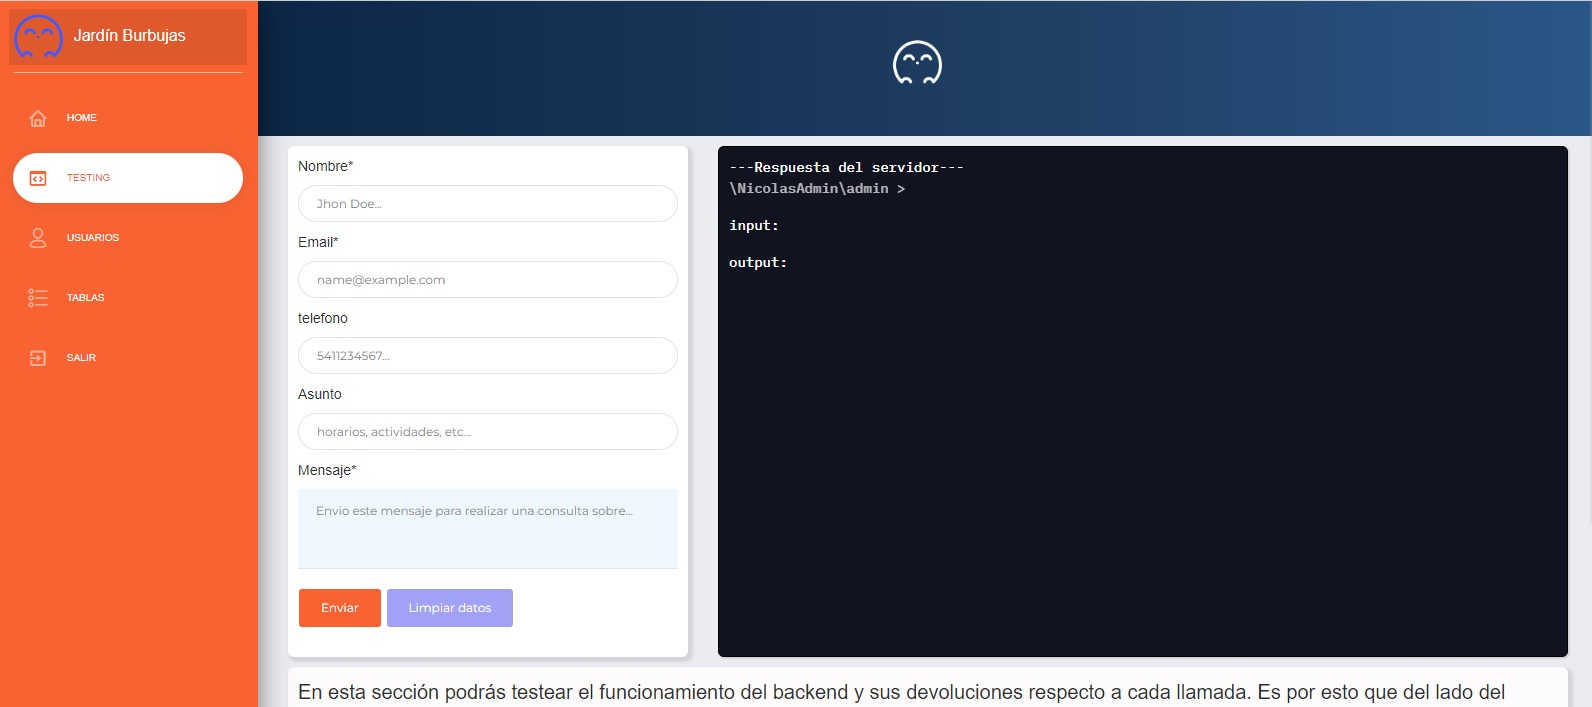 Jardín Burbujas
HOME
TESTING
USUARIOS
TABLAS
SALIR
Nombre*
Jhon Doe...
Email*
name@example.com
telefono
5411234567...
Asunto
horarios, actividades, etc...
Mensaje*
Envio este mensaje para realizar una consulta sobre...
Enviar
Limpiar datos
---Respuesta del servidor---
\NicolasAdmin\admin >
input:
output:
En esta sección podrás testear el funcionamiento del backend y sus devoluciones respecto a cada llamada. Es por esto que del lado del